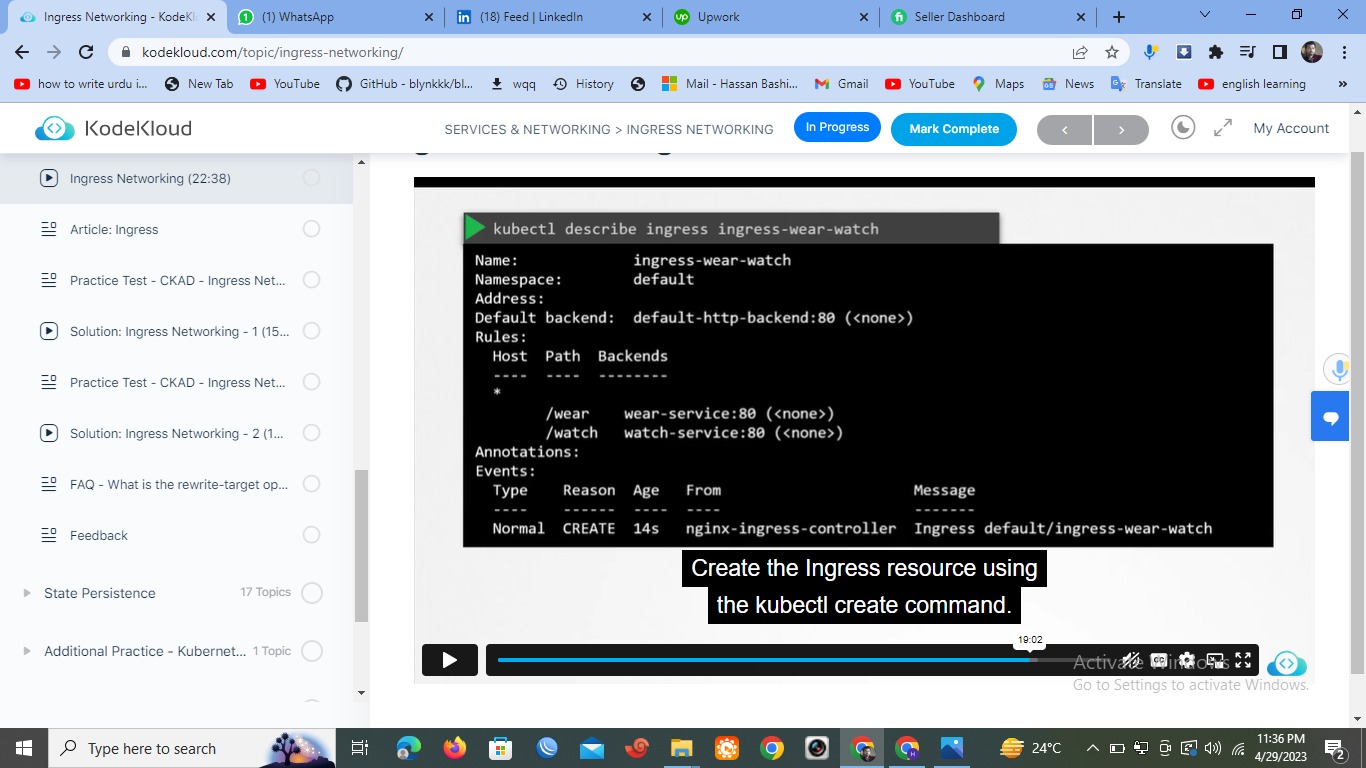 Ingress Networking - KodeKl
(1) WhatsApp
(18) Feed | LinkedIn
Upwork
Seller Dashboard
kodekloud.com/topic/ingress-networking/
how to write urdu i...
New Tab
YouTube
GitHub - blynkkk/bl...
wqq
History
Mail - Hassan Bashi...
Gmail
YouTube
Maps
News
Translate
english learning
KodeKloud
SERVICES & NETWORKING > INGRESS NETWORKING
In Progress
Mark Complete
My Account
Ingress Networking (22:38)
Article: Ingress
Practice Test - CKAD - Ingress Net...
Solution: Ingress Networking - 1 (15...
Practice Test - CKAD - Ingress Net...
Solution: Ingress Networking - 2 (1...
FAQ - What is the rewrite-target op...
Feedback
State Persistence 17 Topics
Additional Practice - Kubernet... 1 Topic
kubectl describe ingress ingress-wear-watch
Name: ingress-wear-watch
Namespace: default
Address:
Default backend: default-http-backend:80 (<none>)
Rules:
Host Path Backends
---- ---- --------
*
/wear wear-service:80 (<none>)
/watch watch-service:80 (<none>)
Annotations:
Events:
Type Reason Age From Message
---- ------ ---- ---- -------
Normal CREATE 14s nginx-ingress-controller Ingress default/ingress-wear-watch
Create the Ingress resource using
the kubectl create command.
19:02
Activate Windows
Go to Settings to activate Windows.
Type here to search
24°C
11:36 PM
4/29/2023
2